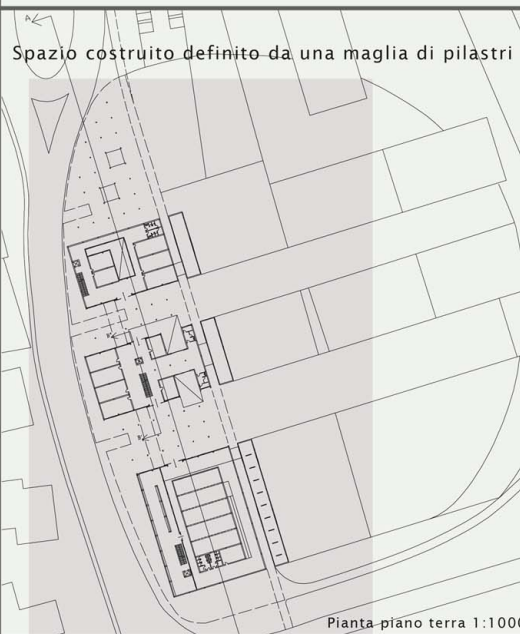 A
Spazio costruito definito da una maglia di pilastri
Pianta piano terra 1:1000